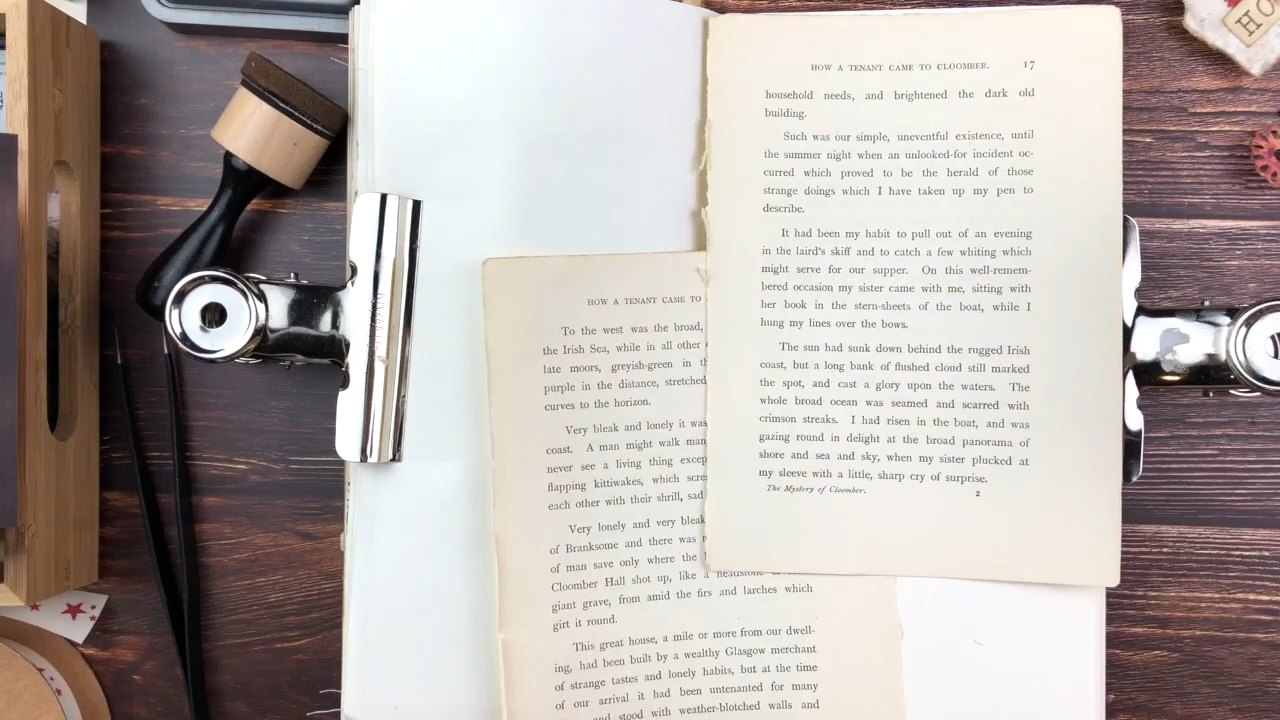 HO
HOW A TENANT CAME TO CLOOMBER. 17
household needs, and brightened the dark old
building.
Such was our simple, uneventful existence, until
the summer night when an unlooked-for incident oc-
curred which proved to be the herald of those
strange doings which I have taken up my pen to
describe.
It had been my habit to pull out of an evening
in the laird's skiff and to catch a few whiting which
might serve for our supper. On this well-remem-
bered occasion my sister came with me, sitting with
her book in the stern-sheets of the boat, while I
hung my lines over the bows.
The sun had sunk down behind the rugged Irish
coast, but a long bank of flushed cloud still marked
the spot, and cast a glory upon the waters. The
whole broad ocean was seamed and scarred with
crimson streaks. I had risen in the boat, and was
gazing round in delight at the broad panorama of
shore and sea and sky, when my sister plucked at
my sleeve with a little, sharp cry of surprise.
The Mystery of Cloomber. 2
HOW A TENANT CAME TO
To the west was the broad,
the Irish Sea, while in all other
late moors, greyish-green in
purple in the distance, stretched
curves to the horizon.
Very bleak and lonely it was
coast. A man might walk man
never see a living thing excep
flapping kittiwakes, which scre
each other with their shrill, sad
Very lonely and very bleak
of Branksome and there was
of man save only where the
Cloomber Hall shot up, like a headstone
giant grave, from amid the firs and larches which
girt it round.
This great house, a mile or more from our dwell-
ing, had been built by a wealthy Glasgow merchant
of strange tastes and lonely habits, but at the time
of our arrival it had been untenanted for many
and stood with weather-blotched walls and